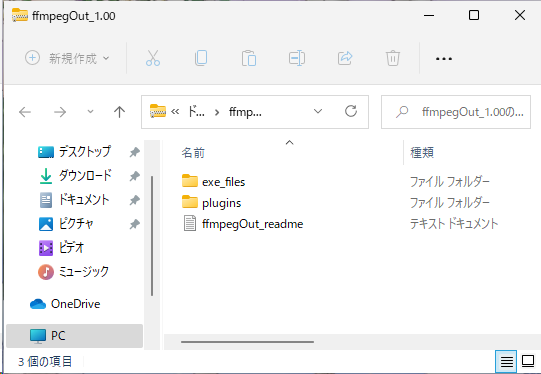 ffmpegOut_1.00
新規作成
≪ ド... › ffmp...
ffmpegOut_1.00の...
デスクトップ
ダウンロード
ドキュメント
ピクチャ
ビデオ
ミュージック
OneDrive
PC
名前 種類
exe_files ファイル フォルダー
plugins ファイル フォルダー
ffmpegOut_readme テキスト ドキュメント
3 個の項目